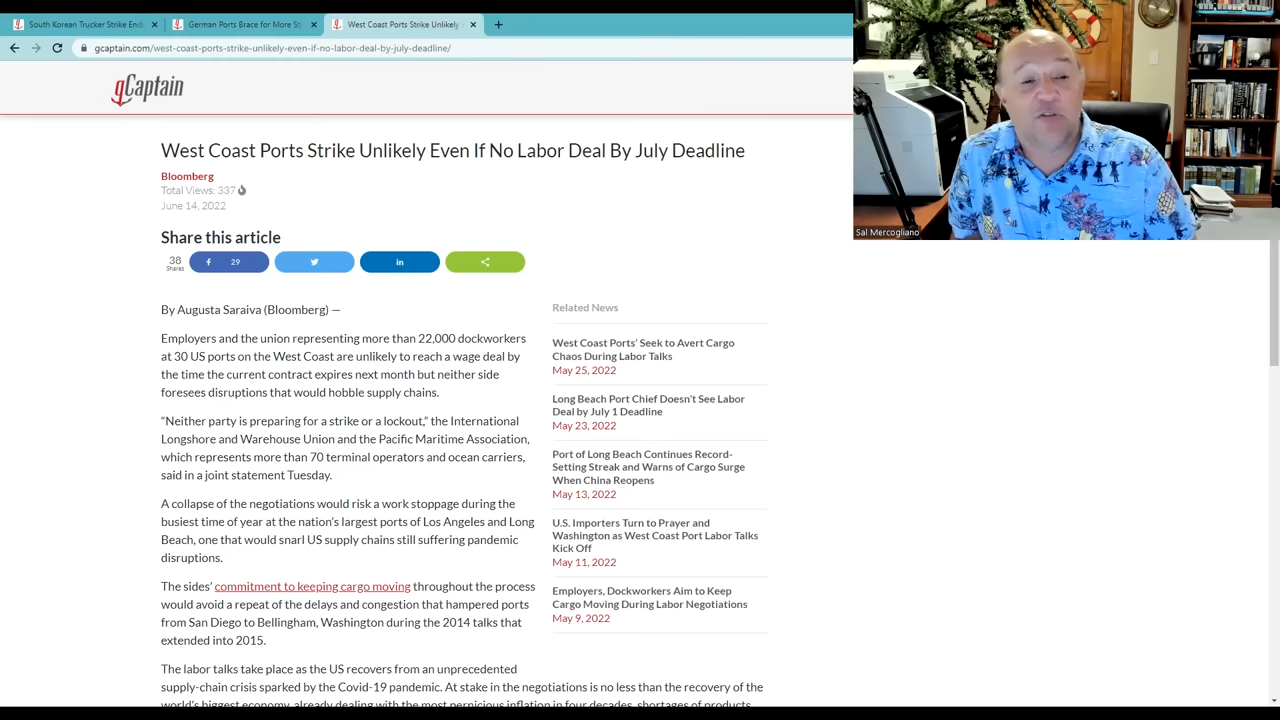 South Korean Trucker Strike End
German Ports Brace for More St
West Coast Ports Strike Unlikely
gcaptain.com/west-coast-ports-strike-unlikely-even-if-no-labor-deal-by-july-deadline/
gCaptain
Sal Mercogliano
West Coast Ports Strike Unlikely Even If No Labor Deal By July Deadline
Bloomberg
Total Views: 337
June 14, 2022
Share this article
38
Shares
29
By Augusta Saraiva (Bloomberg) —
Employers and the union representing more than 22,000 dockworkers
at 30 US ports on the West Coast are unlikely to reach a wage deal by
the time the current contract expires next month but neither side
foresees disruptions that would hobble supply chains.
“Neither party is preparing for a strike or a lockout,” the International
Longshore and Warehouse Union and the Pacific Maritime Association,
which represents more than 70 terminal operators and ocean carriers,
said in a joint statement Tuesday.
A collapse of the negotiations would risk a work stoppage during the
busiest time of year at the nation’s largest ports of Los Angeles and Long
Beach, one that would snarl US supply chains still suffering pandemic
disruptions.
The sides’ commitment to keeping cargo moving throughout the process
would avoid a repeat of the delays and congestion that hampered ports
from San Diego to Bellingham, Washington during the 2014 talks that
extended into 2015.
The labor talks take place as the US recovers from an unprecedented
supply-chain crisis sparked by the Covid-19 pandemic. At stake in the negotiations is no less than the recovery of the
world’s biggest economy, already dealing with the most pernicious inflation in four decades, shortages of products
Related News
West Coast Ports’ Seek to Avert Cargo
Chaos During Labor Talks
May 25, 2022
Long Beach Port Chief Doesn’t See Labor
Deal by July 1 Deadline
May 23, 2022
Port of Long Beach Continues Record-
Setting Streak and Warns of Cargo Surge
When China Reopens
May 13, 2022
U.S. Importers Turn to Prayer and
Washington as West Coast Port Labor Talks
Kick Off
May 11, 2022
Employers, Dockworkers Aim to Keep
Cargo Moving During Labor Negotiations
May 9, 2022